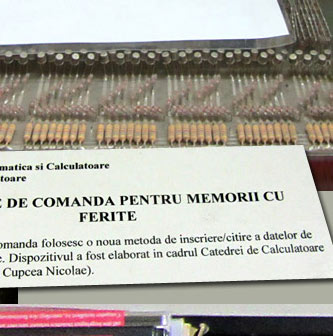 matica si Calculatoare
toare
E DE COMANDA PENTRU MEMORII CU
FERITE
omanda folosesc o noua metoda de inscriere/citire a datelor de
e. Dispozitivul a fost elaborat in cadrul Catedrei de Calculatoare
Cupcea Nicolae).